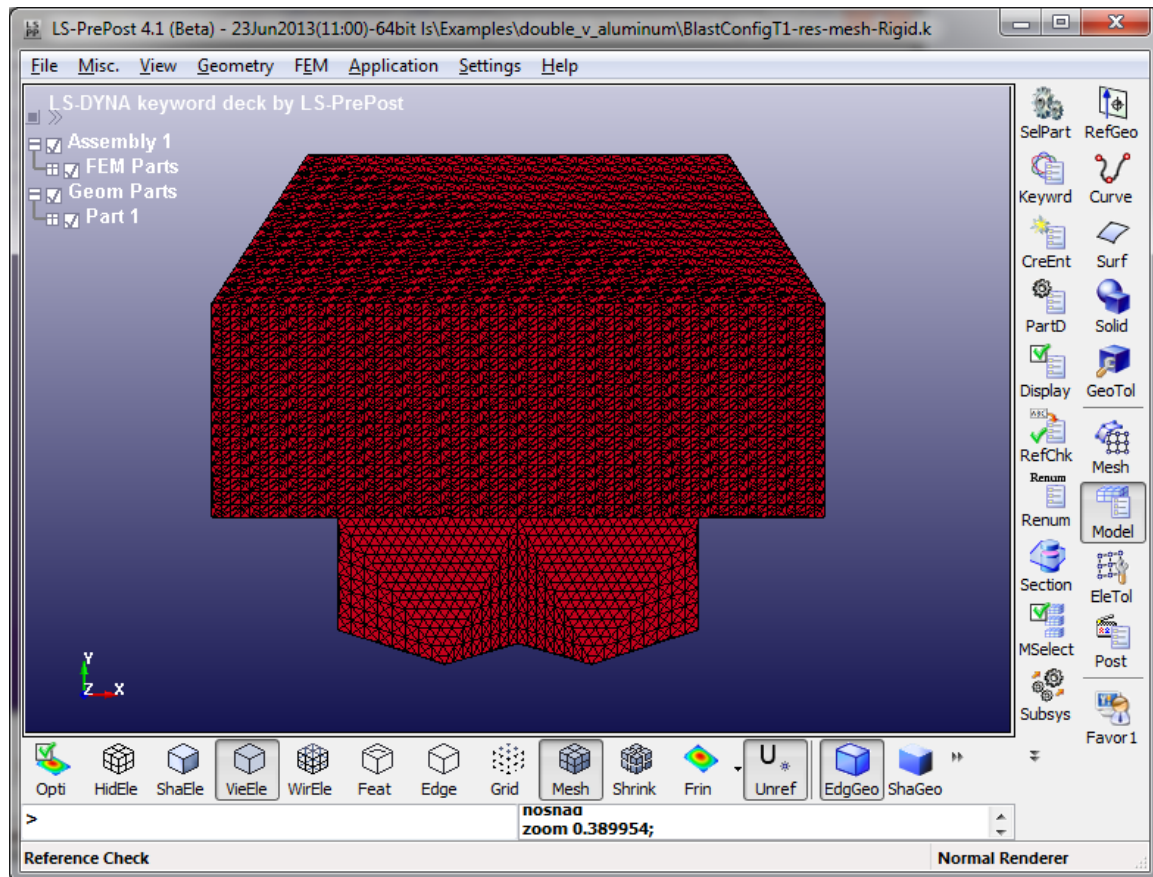 LS-PrePost 4.1 (Beta) - 23Jun2013(11:00)-64bit ls\Examples\double_v_aluminum\BlastConfigT1-res-mesh-Rigid.k
File Misc. View Geometry FEM Application Settings Help
LS-DYNA keyword deck by LS-PrePost
Assembly 1
FEM Parts
Geom Parts
Part 1
Y
Z X
SelPart RefGeo
Keywrd Curve
CreEnt Surf
PartD Solid
Display GeoTol
RefChk Mesh
Renum
Renum Model
Section EleTol
MSelect Post
Subsys Favor1
Opti HidEle ShaEle VieEle WirEle Feat Edge Grid Mesh Shrink Frin Unref EdgGeo ShaGeo
> nosnad
zoom 0.389954;
Reference Check Normal Renderer